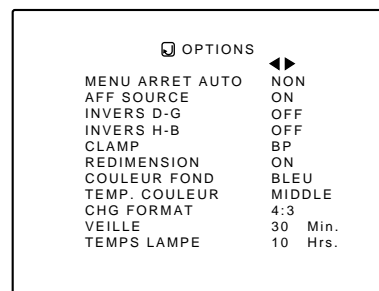 OPTIONS
MENU ARRET AUTO NON
AFF SOURCE ON
INVERS D-G OFF
INVERS H-B OFF
CLAMP BP
REDIMENSION ON
COULEUR FOND BLEU
TEMP. COULEUR MIDDLE
CHG FORMAT 4:3
VEILLE 30 Min.
TEMPS LAMPE 10 Hrs.